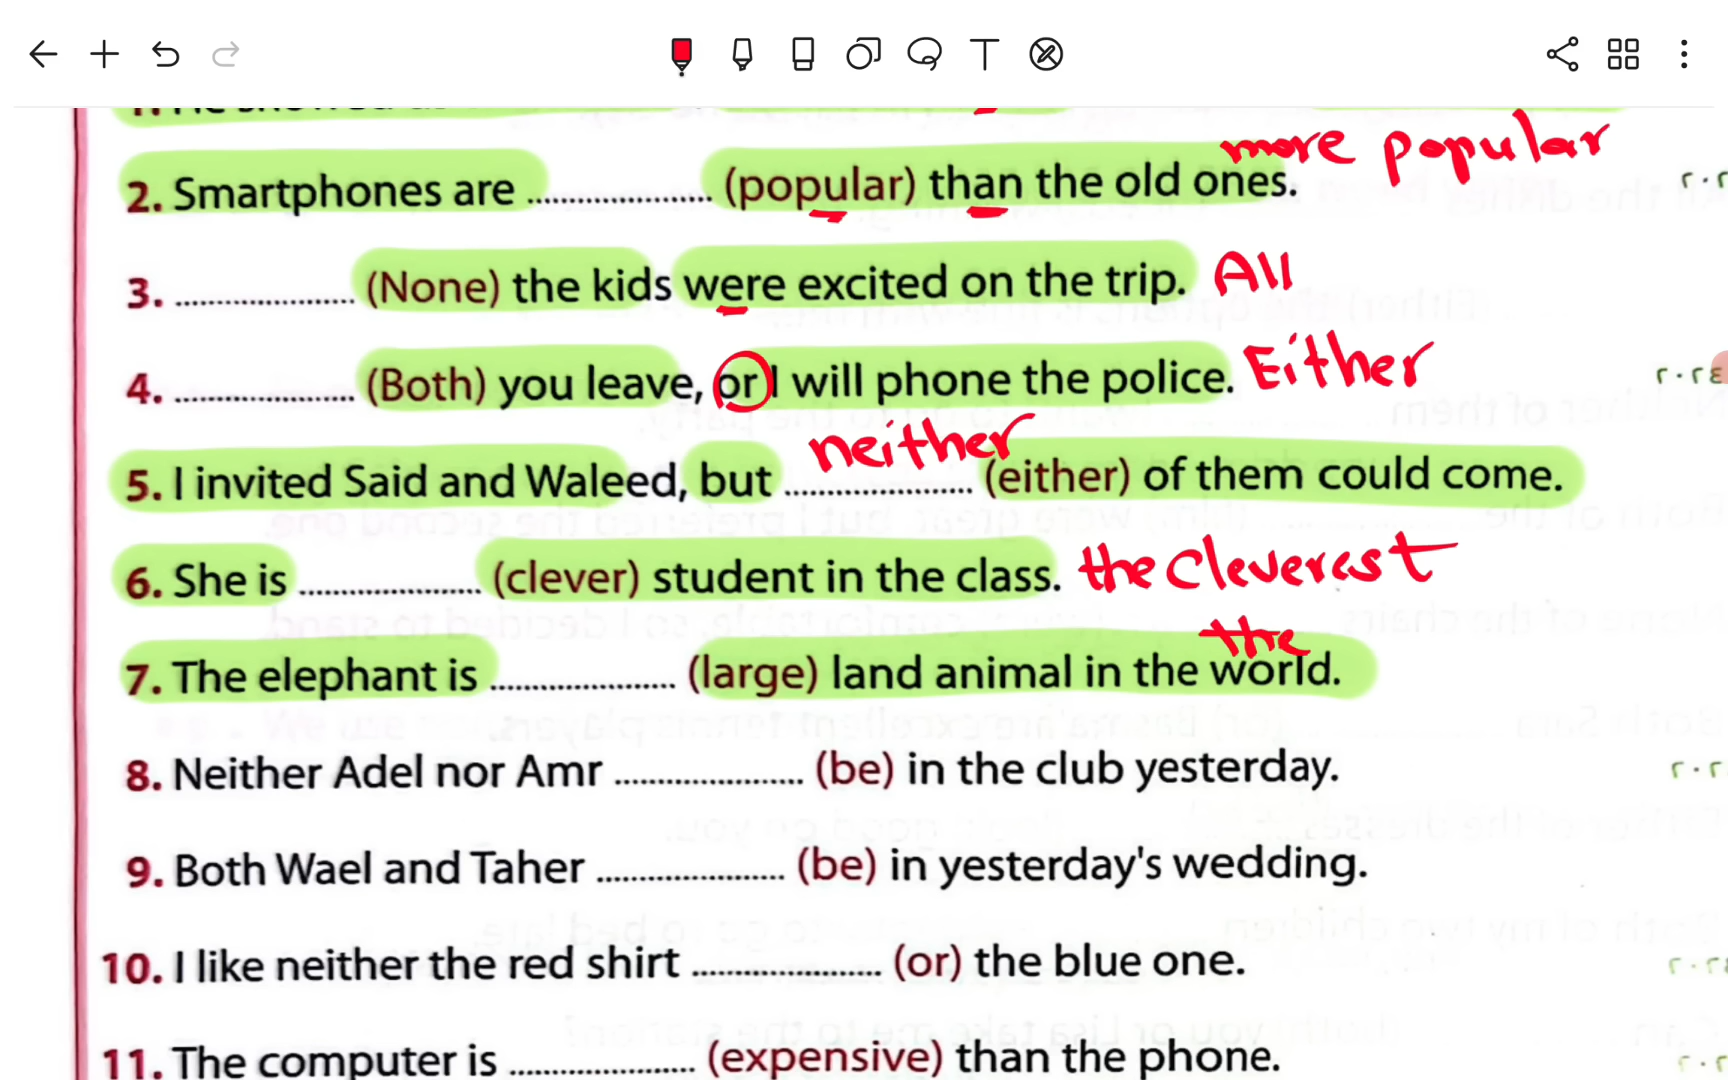 more popular
2. Smartphones are .................... (popular) than the old ones.
3. .................... (None) the kids were excited on the trip. All
4. .................... (Both) you leave, or I will phone the police. Either
neither
5. I invited Said and Waleed, but .................... (either) of them could come.
6. She is .................... (clever) student in the class. the cleverest
the
7. The elephant is .................... (large) land animal in the world.
8. Neither Adel nor Amr .................... (be) in the club yesterday.
9. Both Wael and Taher .................... (be) in yesterday's wedding.
10. I like neither the red shirt .................... (or) the blue one.
11. The computer is .................... (expensive) than the phone.